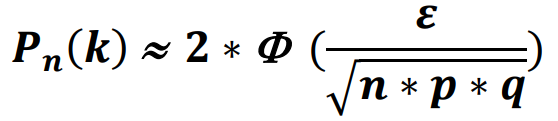 Pₙ(k) ≈ 2 * Φ (ε / √(n * p * q))